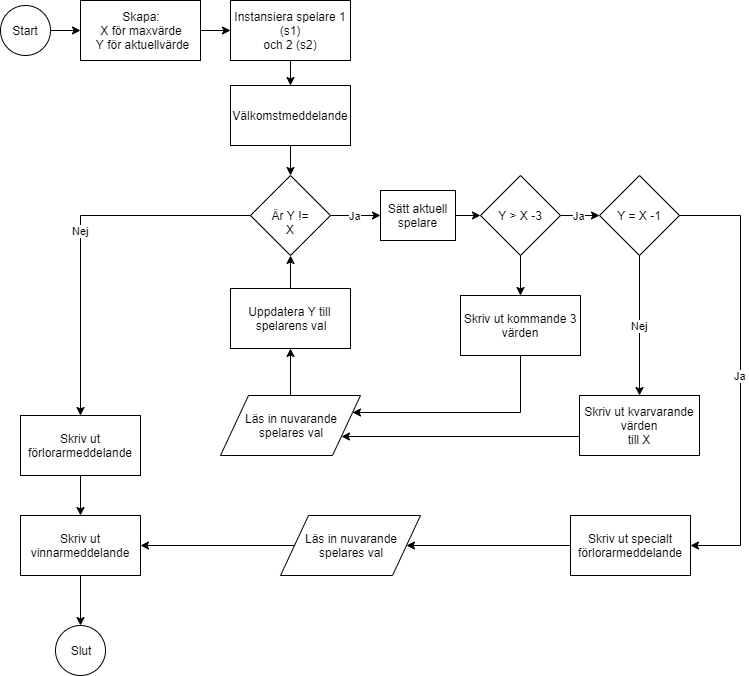 Start
Skapa:
X för maxvärde
Y för aktuellvärde
Instansiera spelare 1
(s1)
och 2 (s2)
Välkomstmeddelande
Är Y !=
X
Ja
Sätt aktuell
spelare
Y > X -3
Ja
Y = X -1
Nej
Uppdatera Y till
spelarens val
Skriv ut kommande 3
värden
Nej
Ja
Läs in nuvarande
spelares val
Skriv ut kvarvarande
värden
till X
Skriv ut
förlorarmeddelande
Skriv ut
vinnarmeddelande
Läs in nuvarande
spelares val
Skriv ut specialt
förlorarmeddelande
Slut